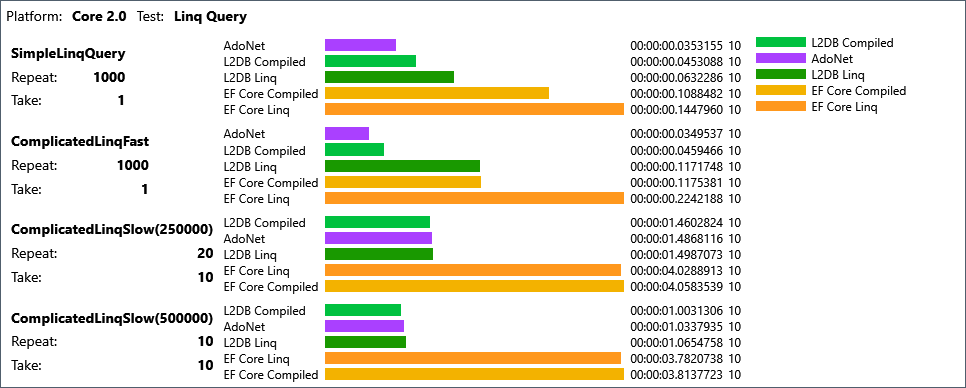 Platform: Core 2.0 Test: Linq Query
SimpleLinqQuery
Repeat: 1000
Take: 1
AdoNet 00:00:00.0353155 10
L2DB Compiled 00:00:00.0453088 10
L2DB Linq 00:00:00.0632286 10
EF Core Compiled 00:00:00.1088482 10
EF Core Linq 00:00:00.1447960 10
L2DB Compiled
AdoNet
L2DB Linq
EF Core Compiled
EF Core Linq
ComplicatedLinqFast
Repeat: 1000
Take: 1
AdoNet 00:00:00.0349537 10
L2DB Compiled 00:00:00.0459466 10
L2DB Linq 00:00:00.1171748 10
EF Core Compiled 00:00:00.1175381 10
EF Core Linq 00:00:00.2242188 10
ComplicatedLinqSlow(250000)
Repeat: 20
Take: 10
L2DB Compiled 00:00:01.4602824 10
AdoNet 00:00:01.4868116 10
L2DB Linq 00:00:01.4987073 10
EF Core Linq 00:00:04.0288913 10
EF Core Compiled 00:00:04.0583539 10
ComplicatedLinqSlow(500000)
Repeat: 10
Take: 10
L2DB Compiled 00:00:01.0031306 10
AdoNet 00:00:01.0337935 10
L2DB Linq 00:00:01.0654758 10
EF Core Linq 00:00:03.7820738 10
EF Core Compiled 00:00:03.8137723 10